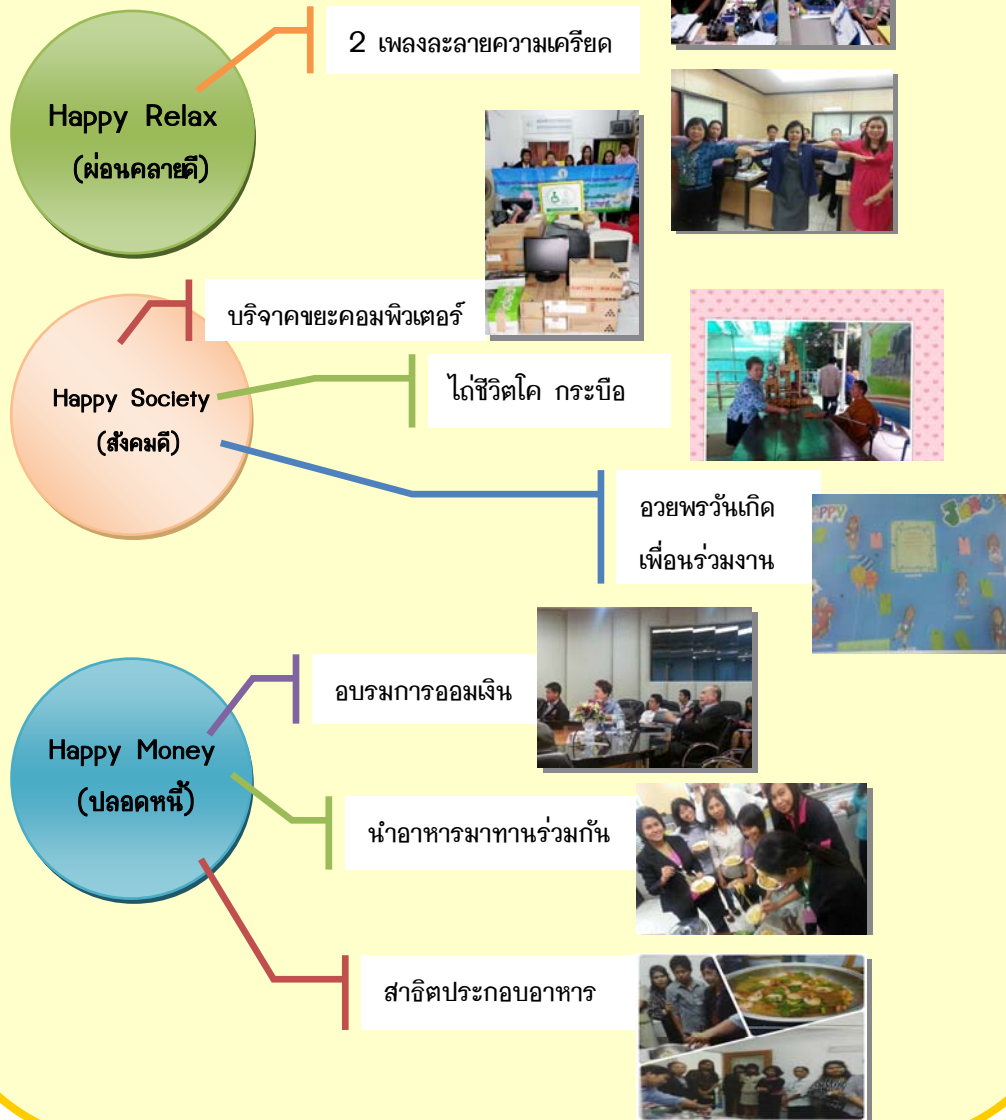 2 เพลงละลายความเครียด
Happy Relax
(ผ่อนคลายดี)
บริจาคขยะคอมพิวเตอร์
Happy Society
(สังคมดี)
ไถ่ชีวิตโค กระบือ
อวยพรวันเกิด
เพื่อนร่วมงาน
อบรมการออมเงิน
Happy Money
(ปลอดหนี้)
นำอาหารมาทานร่วมกัน
สาธิตประกอบอาหาร